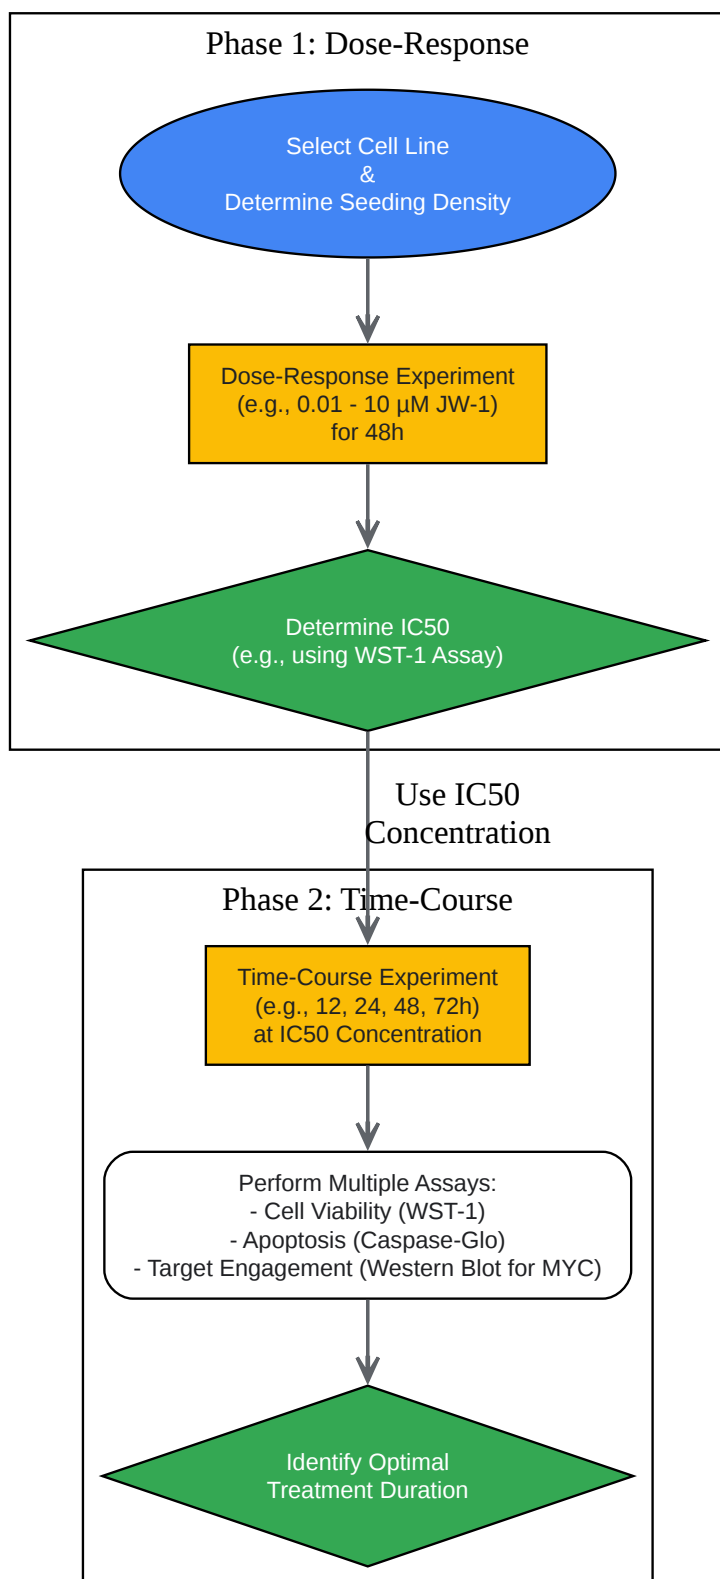 Phase 1: Dose-Response
Select Cell Line
&
Determine Seeding Density
Dose-Response Experiment
(e.g., 0.01 - 10 µM JW-1)
for 48h
Determine IC50
(e.g., using WST-1 Assay)
Use IC50
Concentration
Phase 2: Time-Course
Time-Course Experiment
(e.g., 12, 24, 48, 72h)
at IC50 Concentration
Perform Multiple Assays:
- Cell Viability (WST-1)
- Apoptosis (Caspase-Glo)
- Target Engagement (Western Blot for MYC)
Identify Optimal
Treatment Duration